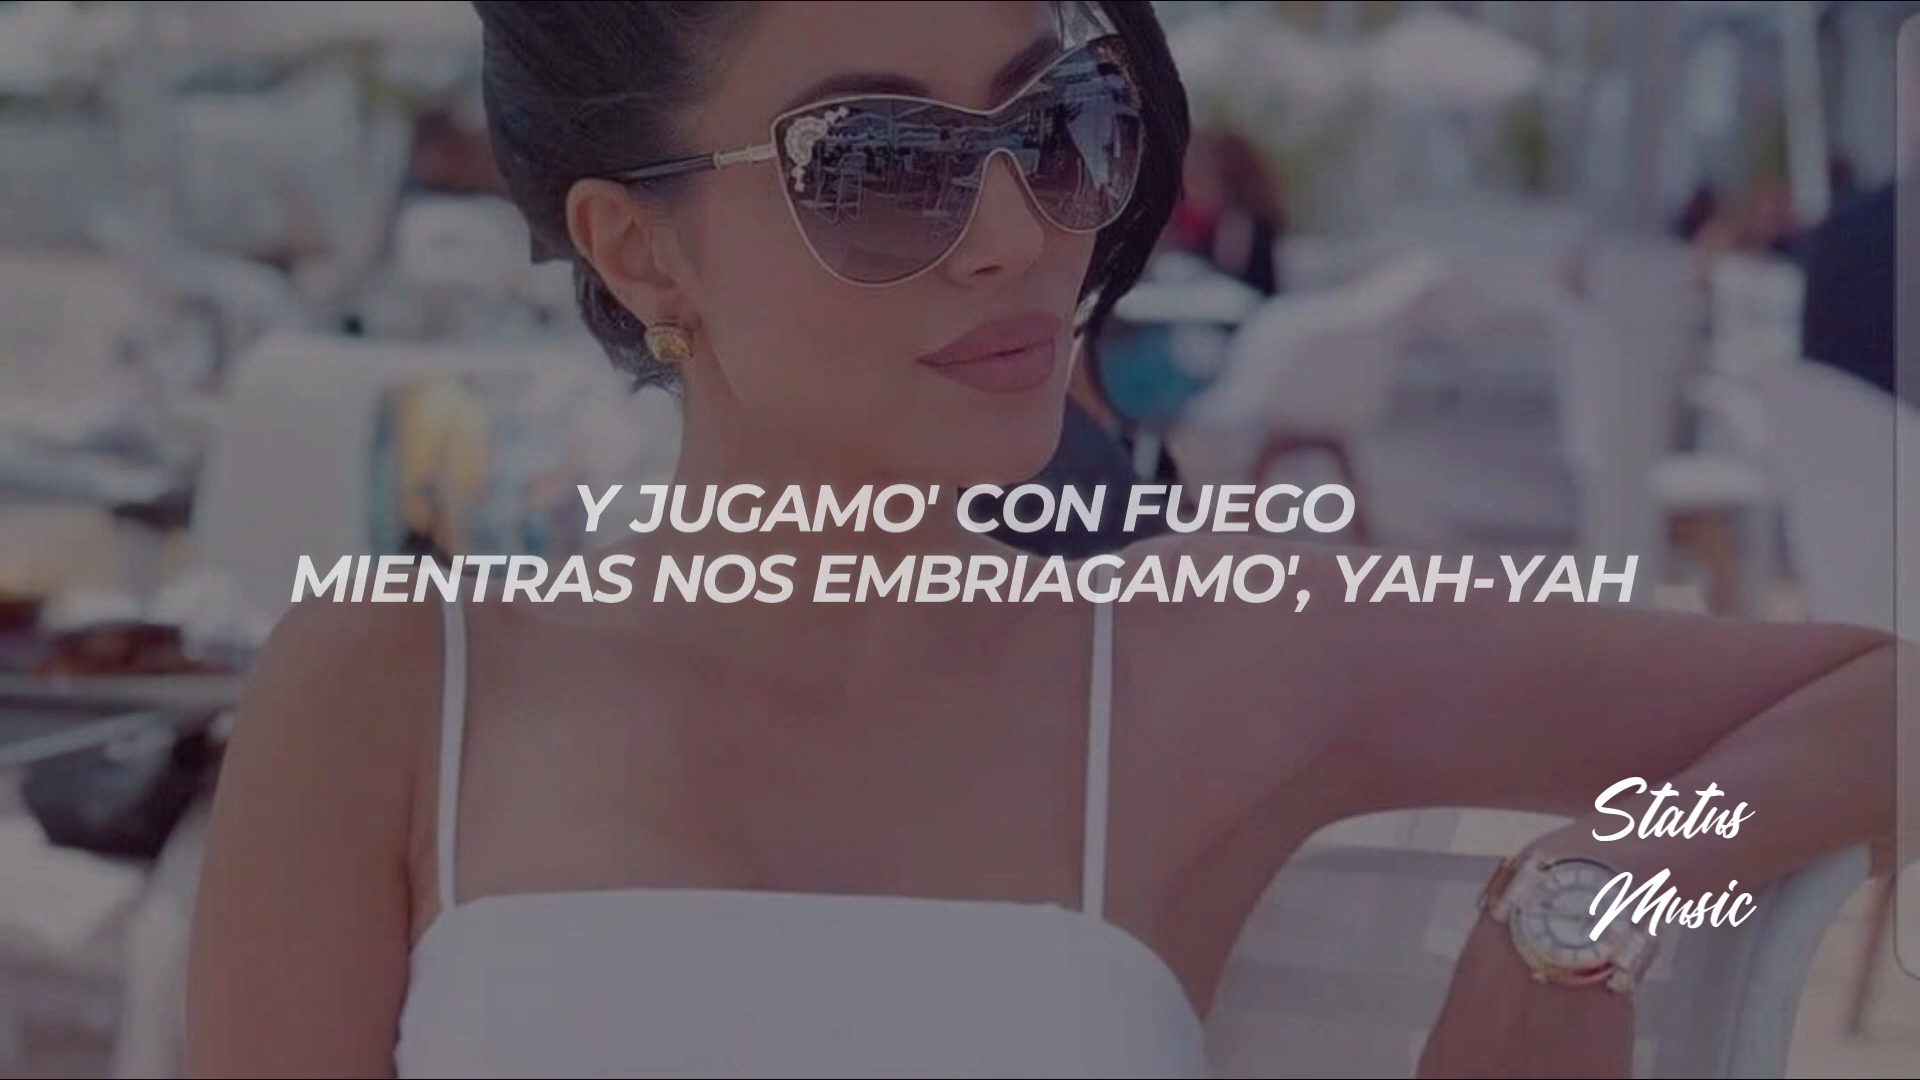 Y JUGAMO' CON FUEGO
MIENTRAS NOS EMBRIAGAMO', YAH-YAH
Status
Music